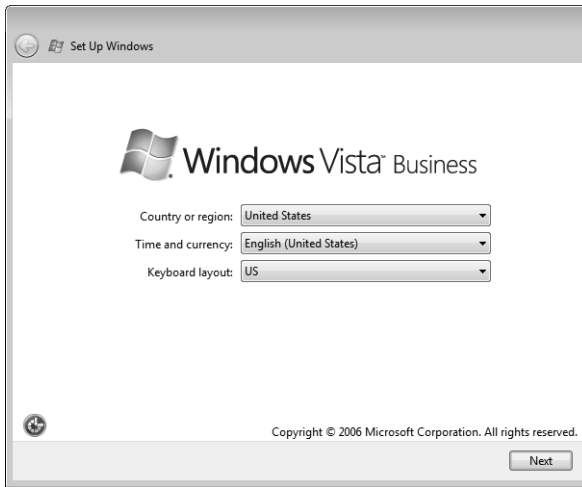 Set Up Windows
Windows Vista™ Business
Country or region: United States
Time and currency: English (United States)
Keyboard layout: US
Copyright © 2006 Microsoft Corporation. All rights reserved.
Next